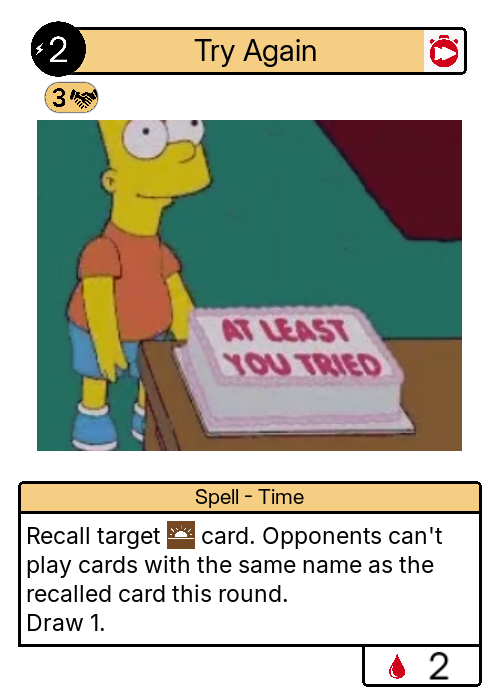 2
Try Again
3
AT LEAST
YOU TRIED
Spell - Time
Recall target card. Opponents can't
play cards with the same name as the
recalled card this round.
Draw 1.
2